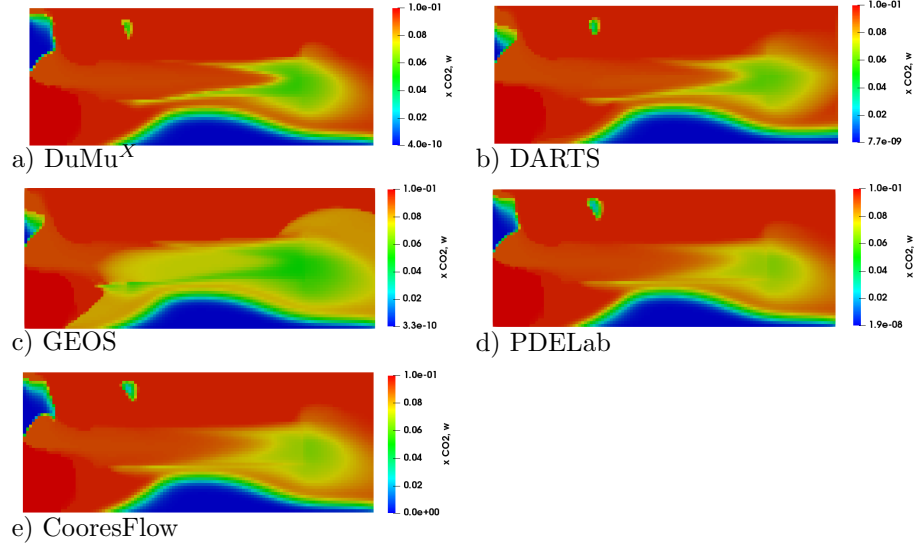 1.0e-01
0.08
0.06
0.04
0.02
4.0e-10
x CO2, w
a) DuMuX
1.0e-01
0.08
0.06
0.04
0.02
7.7e-09
x CO2, w
b) DARTS
1.0e-01
0.08
0.06
0.04
0.02
3.3e-10
x CO2, w
c) GEOS
1.0e-01
0.08
0.06
0.04
0.02
1.9e-08
x CO2, w
d) PDELab
1.0e-01
0.08
0.06
0.04
0.02
0.0e+00
x CO2, w
e) CooresFlow